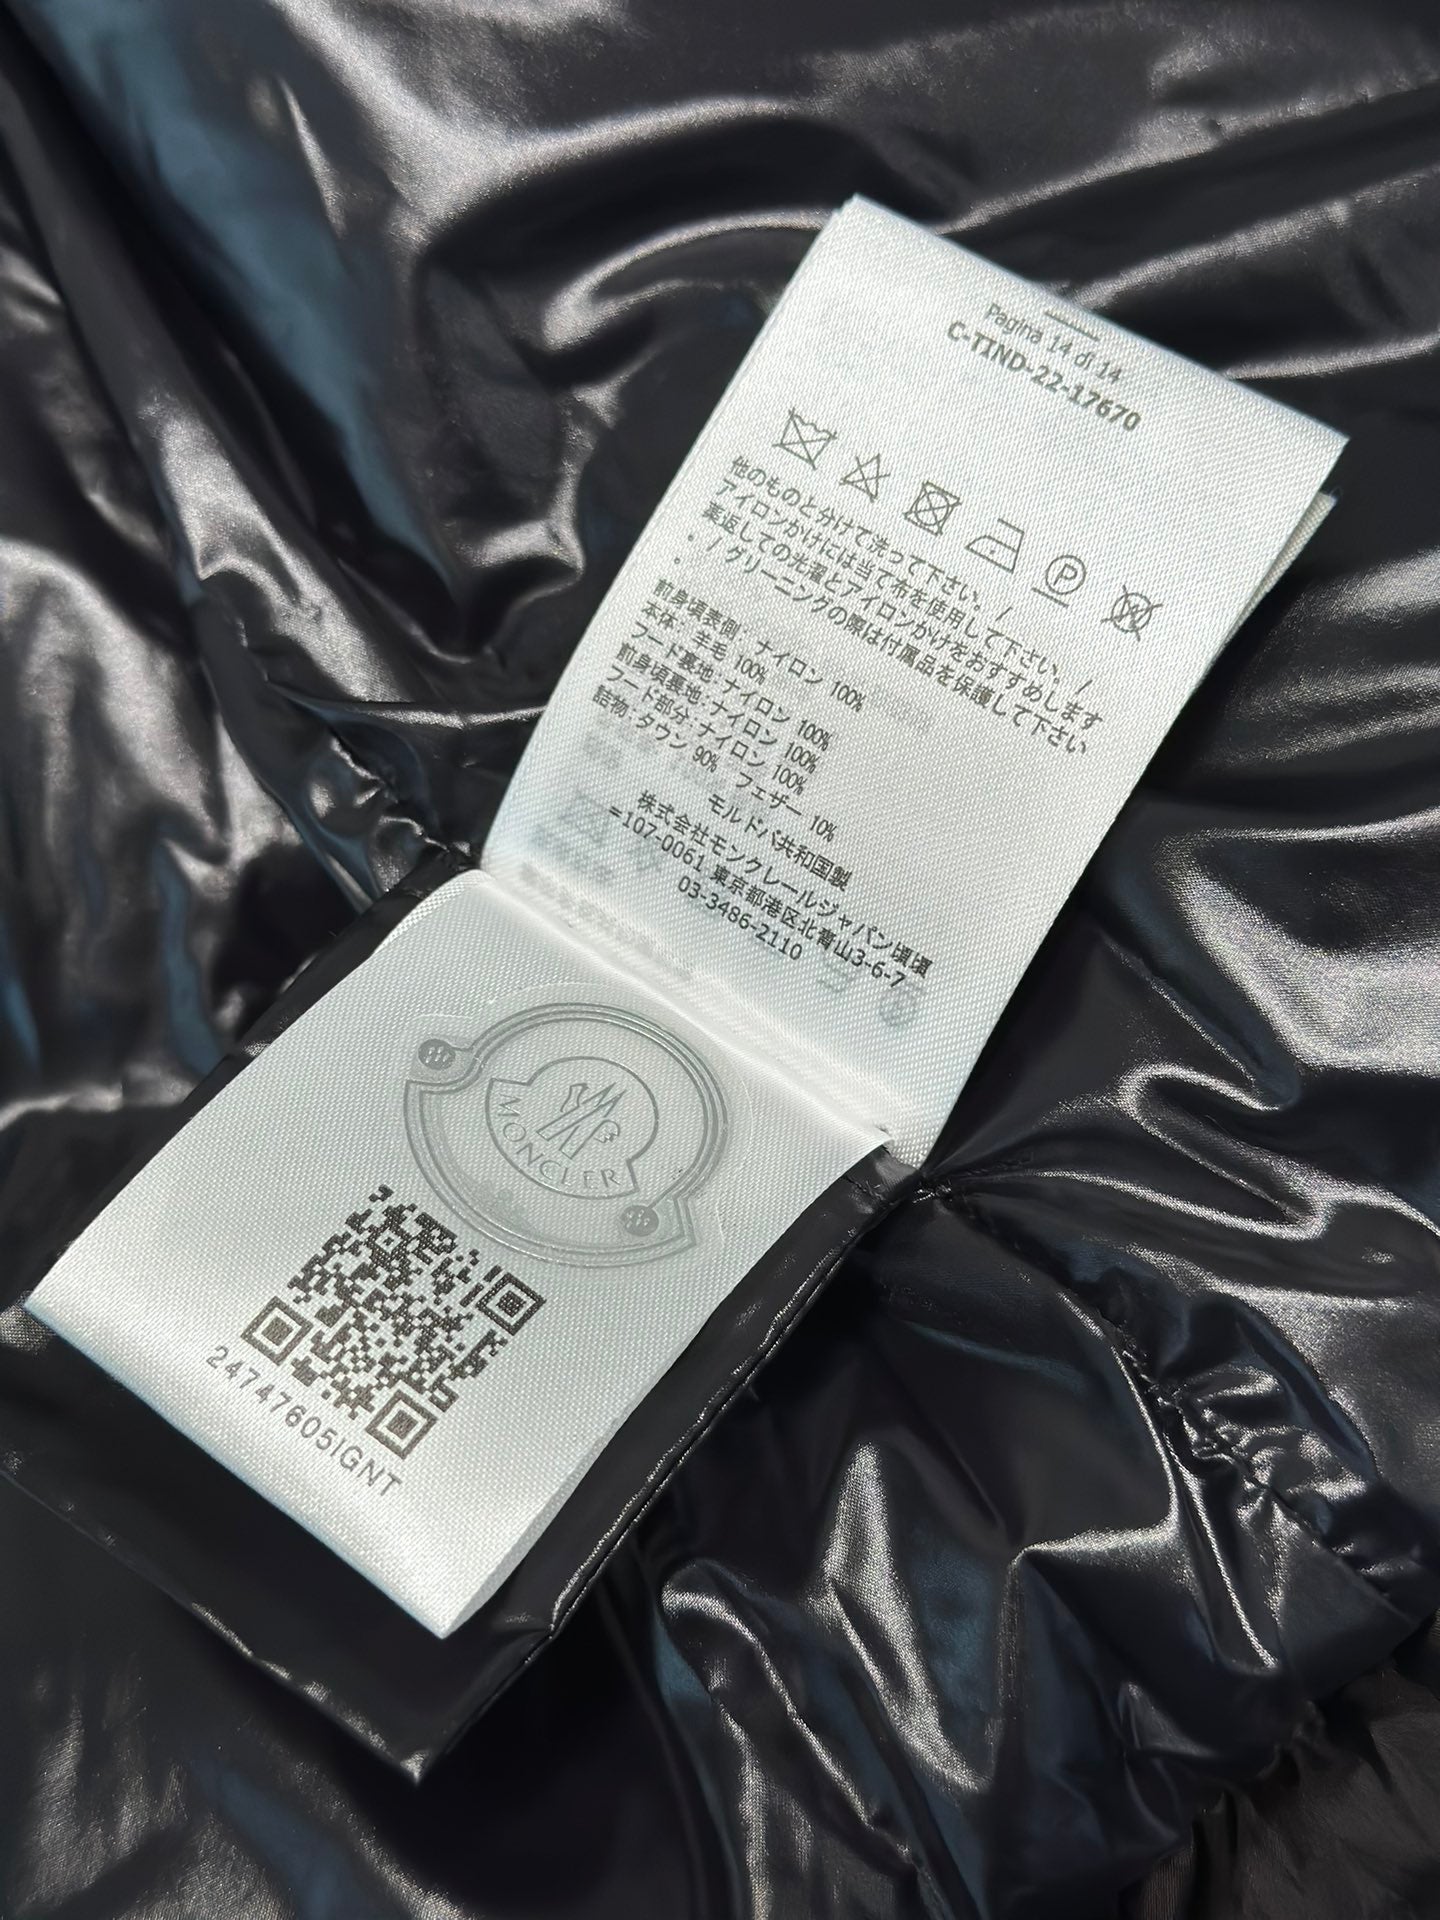 Pagina 14 di 14
C-TIND-22-17670
他のものと分けて洗って下さい。 /
アイロンかけには当て布を使用して下さい。 /
裏返しての洗濯とアイロンかけをおすすめします
・ / クリーニングの際は付属品を保護して下さい
・
前身頃表側: ナイロン 100%
本体: 羊毛 100%
フード裏地: ナイロン 100%
前身頃裏地: ナイロン 100%
フード部分: ナイロン 100%
詰物: ダウン 90% フェザー 10%
モルドバ共和国製
株式会社モンクレールジャパン頃頃
=107-0061 東京都港区北青山3-6-7
03-3486-2110
MONCLER
24747605IGNT